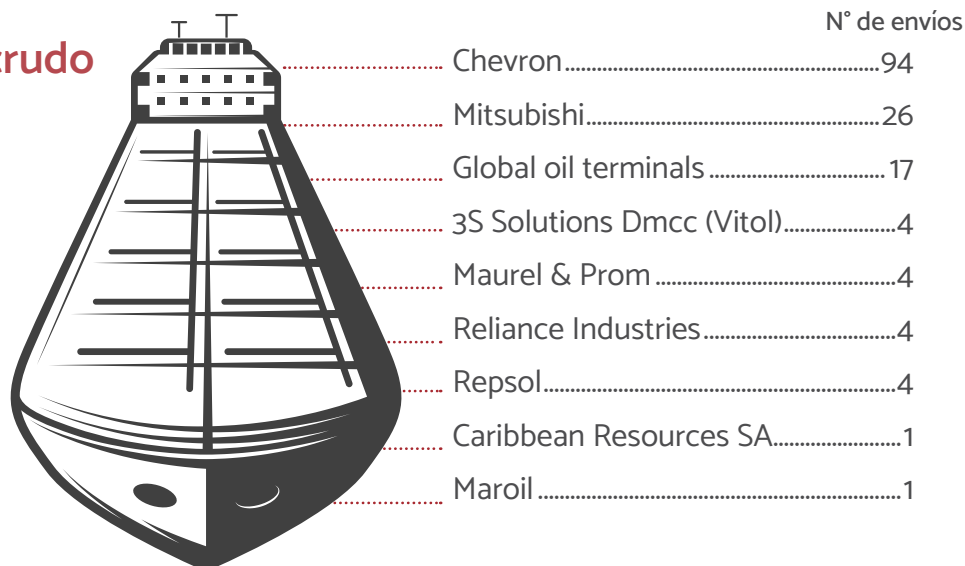 N° de envíos
crudo
Chevron 94
Mitsubishi 26
Global oil terminals 17
3S Solutions Dmcc (Vitol) 4
Maurel & Prom 4
Reliance Industries 4
Repsol 4
Caribbean Resources SA 1
Maroil 1